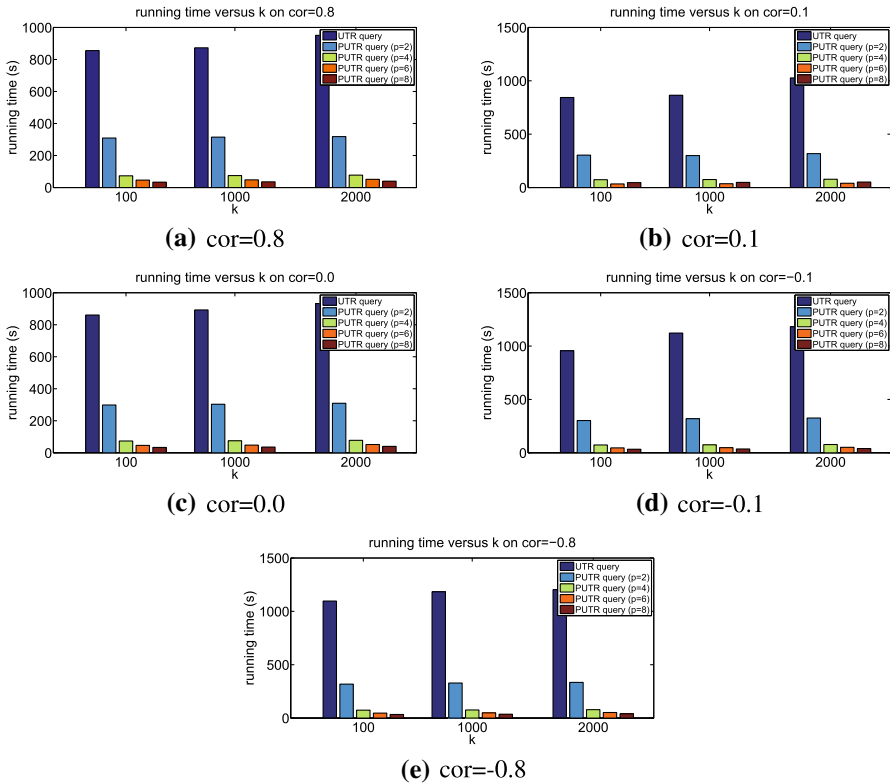 running time versus k on cor=0.8
running time (s)
1000
800
600
400
200
0
100
1000
2000
k
UTR query
PUTR query (p=2)
PUTR query (p=4)
PUTR query (p=6)
PUTR query (p=8)
(a) cor=0.8
running time versus k on cor=0.1
running time (s)
1500
1000
500
0
100
1000
2000
k
UTR query
PUTR query (p=2)
PUTR query (p=4)
PUTR query (p=6)
PUTR query (p=8)
(b) cor=0.1
running time versus k on cor=0.0
running time (s)
1000
800
600
400
200
0
100
1000
2000
k
UTR query
PUTR query (p=2)
PUTR query (p=4)
PUTR query (p=6)
PUTR query (p=8)
(c) cor=0.0
running time versus k on cor=−0.1
running time (s)
1500
1000
500
0
100
1000
2000
k
UTR query
PUTR query (p=2)
PUTR query (p=4)
PUTR query (p=6)
PUTR query (p=8)
(d) cor=-0.1
running time versus k on cor=−0.8
running time (s)
1500
1000
500
0
100
1000
2000
k
UTR query
PUTR query (p=2)
PUTR query (p=4)
PUTR query (p=6)
PUTR query (p=8)
(e) cor=-0.8